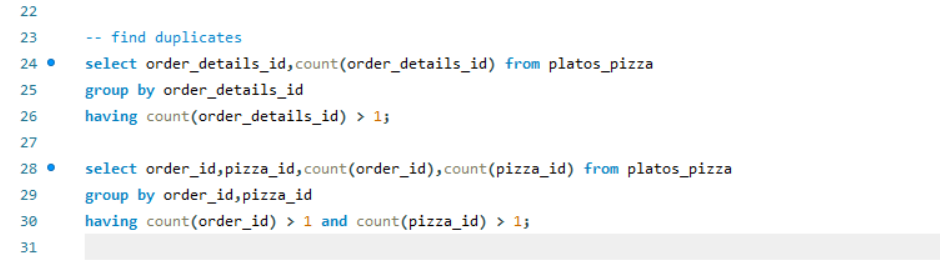 22
23 -- find duplicates
24 select order_details_id,count(order_details_id) from platos_pizza
25 group by order_details_id
26 having count(order_details_id) > 1;
27
28 select order_id,pizza_id,count(order_id),count(pizza_id) from platos_pizza
29 group by order_id,pizza_id
30 having count(order_id) > 1 and count(pizza_id) > 1;
31